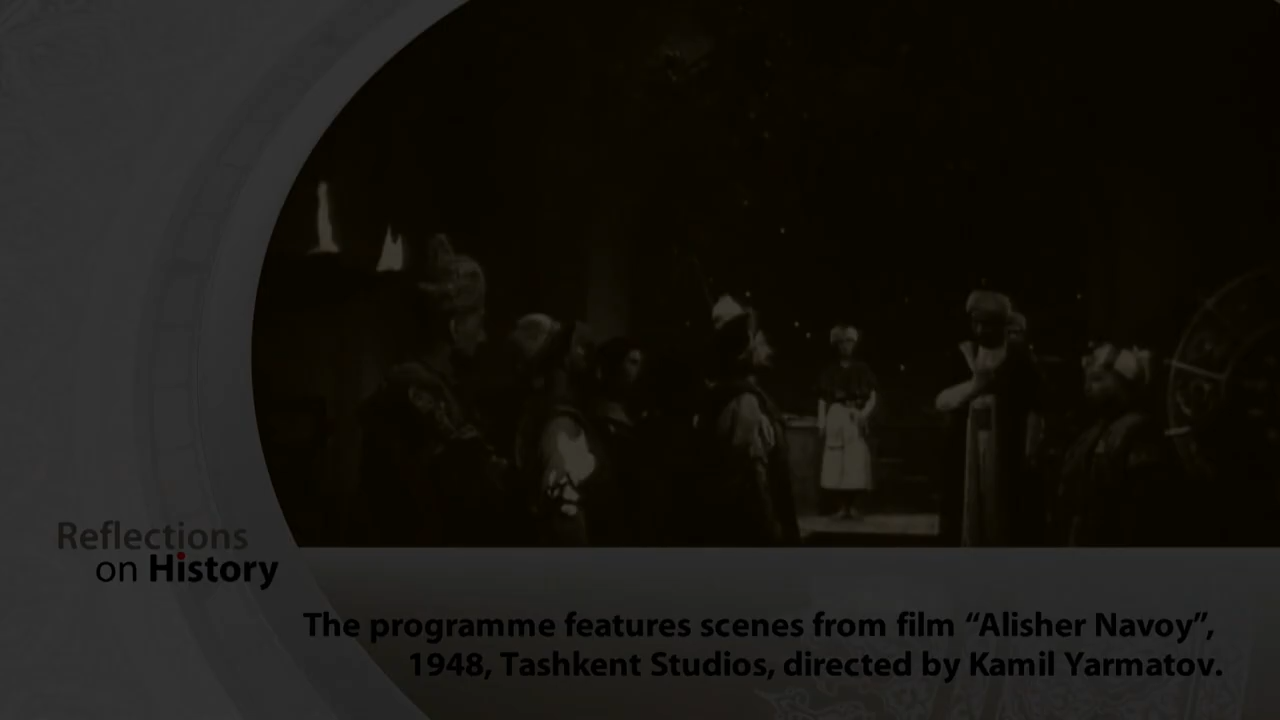 Reflections
on History
The programme features scenes from film “Alisher Navoy”,
1948, Tashkent Studios, directed by Kamil Yarmatov.